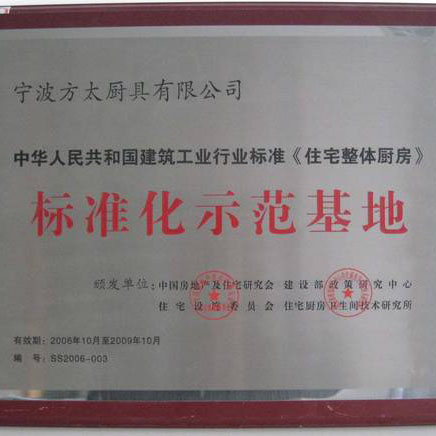 宁波方太厨具有限公司
中华人民共和国建筑工业行业标准《住宅整体厨房》
标准化示范基地
颁发单位：中国房地产及住宅研究会 建设部政策研究中心
住宅设施委员会 住宅厨房卫生间技术研究所
有效期：2006年10月至2009年10月
编 号：SS2006-003